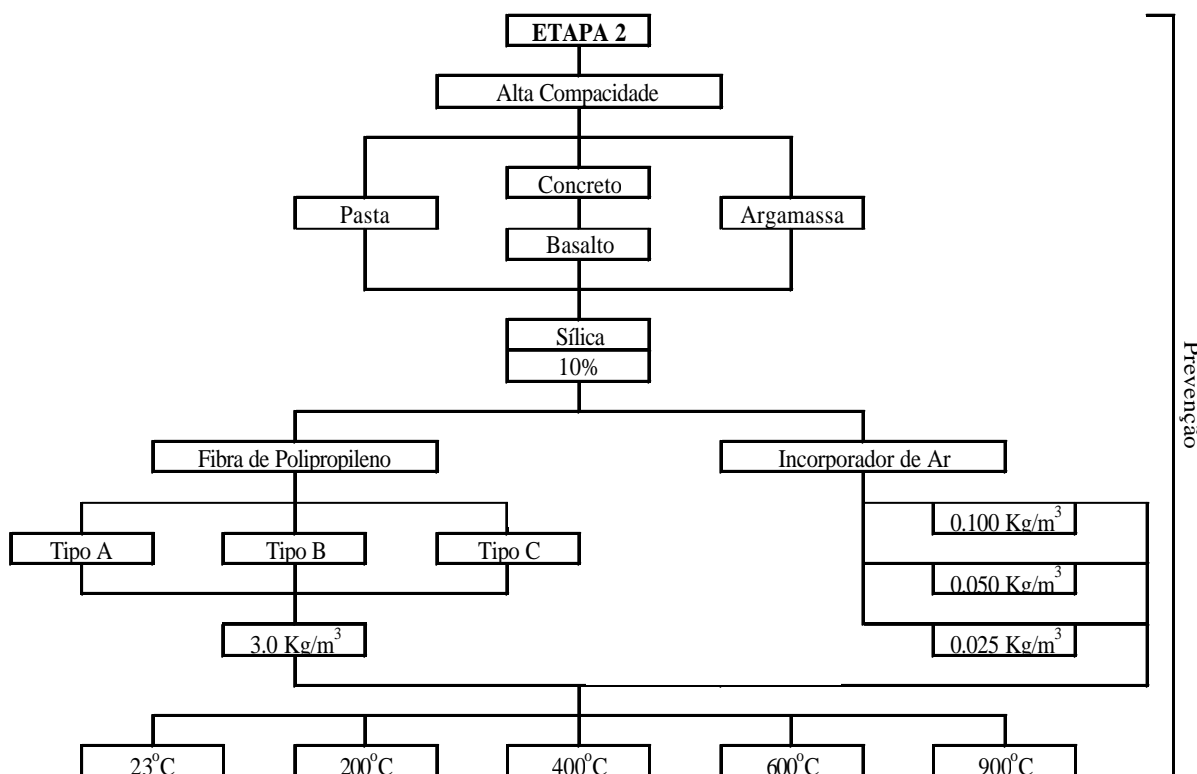 ETAPA 2
Alta Compacidade
Concreto
Pasta
Argamassa
Basalto
Sílica
10%
Fibra de Polipropileno
Incorporador de Ar
Tipo A
Tipo B
Tipo C
0.100 Kg/m³
0.050 Kg/m³
3.0 Kg/m³
0.025 Kg/m³
23°C
200°C
400°C
600°C
900°C
Prevenção